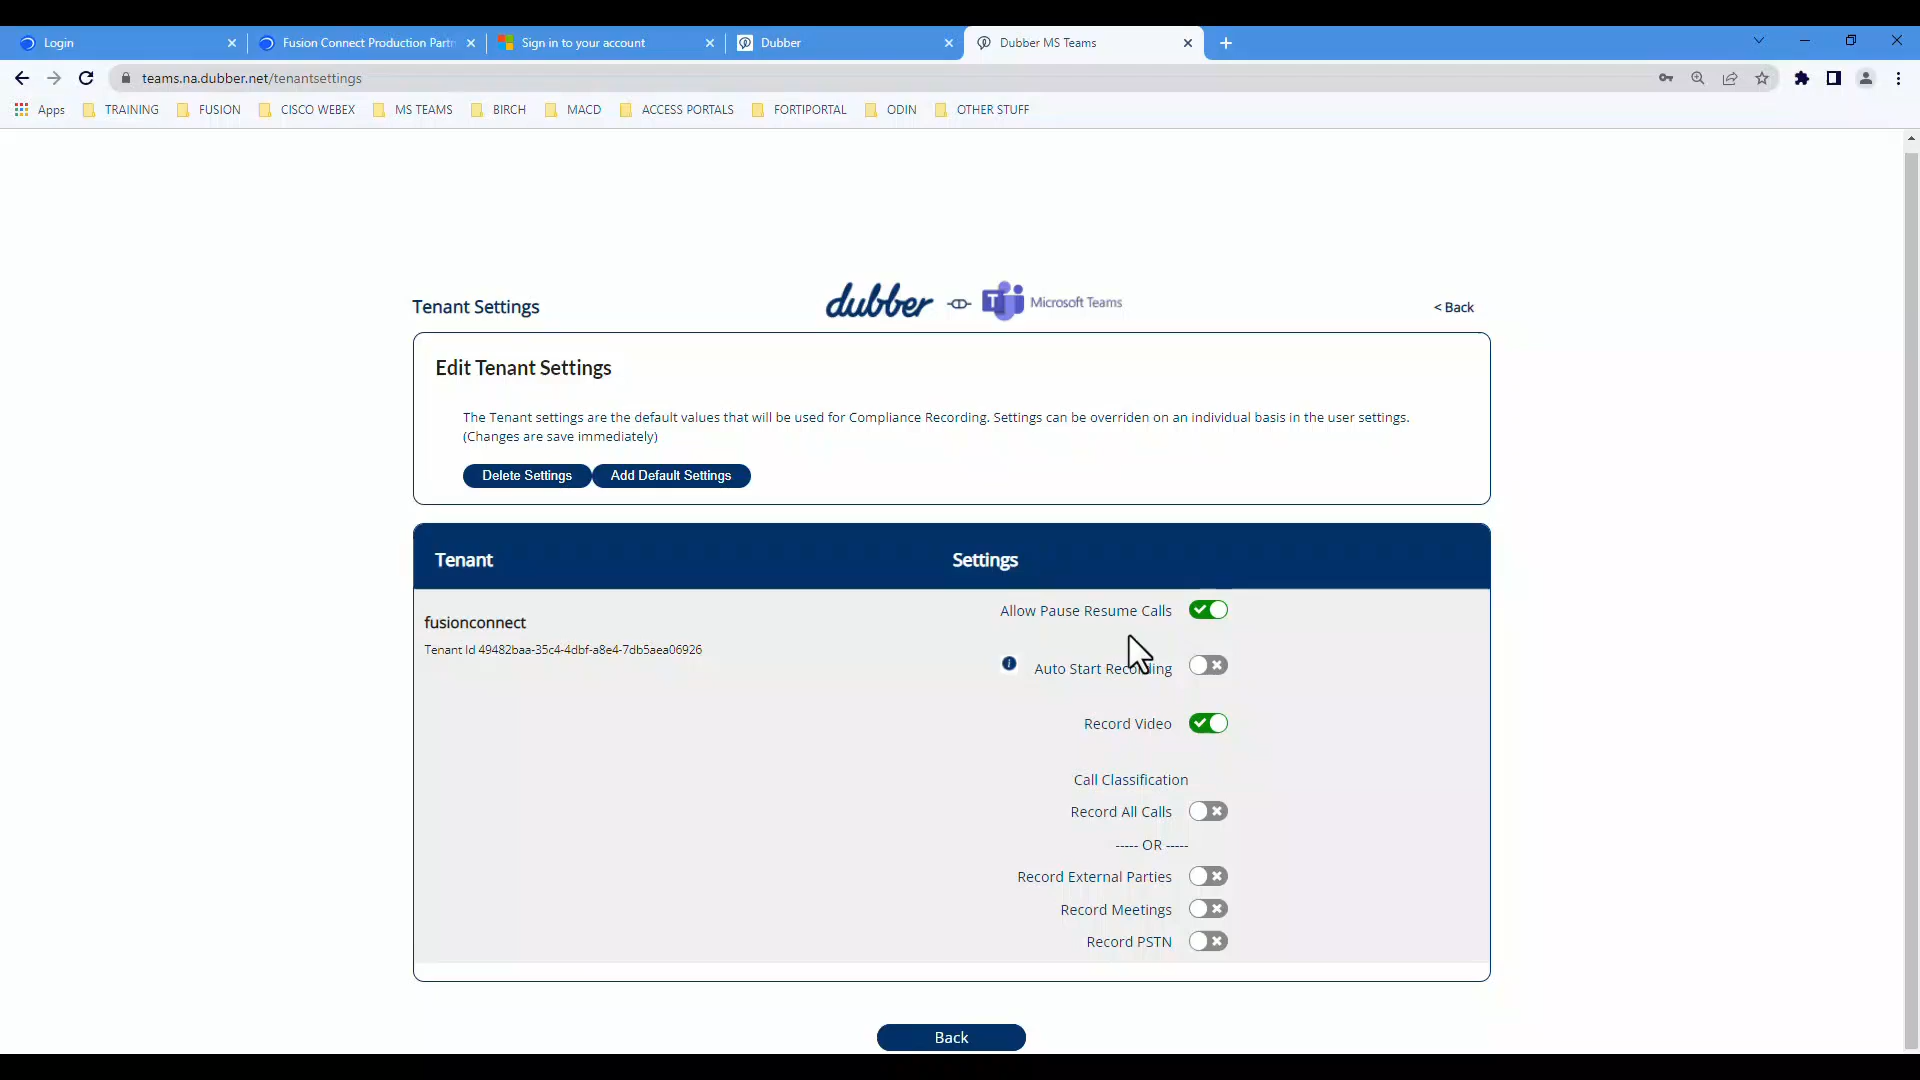 Login
Fusion Connect Production Partn
Sign in to your account
Dubber
Dubber MS Teams
teams.na.dubber.net/tenantsettings
Apps
TRAINING
FUSION
CISCO WEBEX
MS TEAMS
BIRCH
MACD
ACCESS PORTALS
FORTIPORTAL
ODIN
OTHER STUFF
Tenant Settings
dubber
T
Microsoft Teams
< Back
Edit Tenant Settings
The Tenant settings are the default values that will be used for Compliance Recording. Settings can be overriden on an individual basis in the user settings.
(Changes are save immediately)
Delete Settings
Add Default Settings
Tenant
Settings
fusionconnect
Tenant Id 49482baa-35c4-4dbf-a8e4-7db5aea06926
Allow Pause Resume Calls
i
Auto Start Recording
Record Video
Call Classification
Record All Calls
----- OR -----
Record External Parties
Record Meetings
Record PSTN
Back